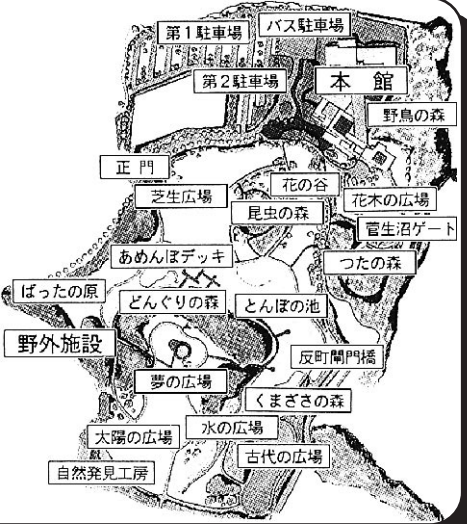 第1駐車場
バス駐車場
第2駐車場
本館
野鳥の森
正門
花の谷
芝生広場
花木の広場
昆虫の森
菅生沼ゲート
あめんぼデッキ
つたの森
ばったの原
どんぐりの森
とんぼの池
野外施設
反町閘門橋
夢の広場
くまざさの森
水の広場
太陽の広場
古代の広場
自然発見工房